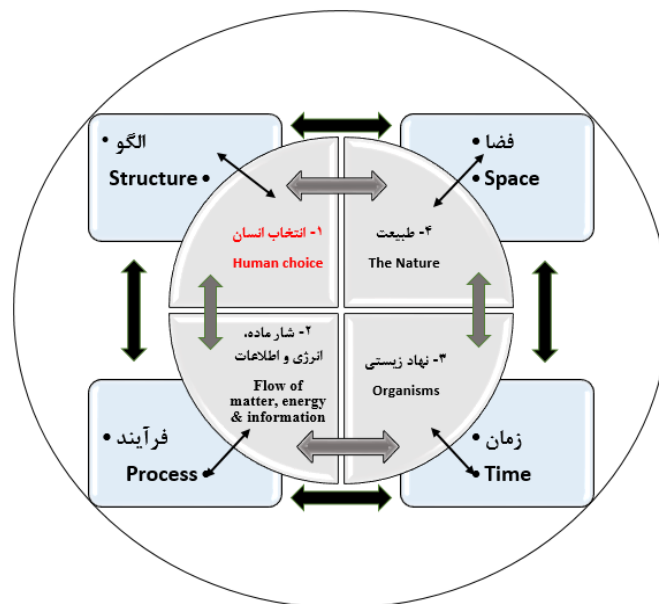 • الگو
Structure •
• فضا
• Space
۱- انتخاب انسان
Human choice
۴- طبیعت
The Nature
۲- شار ماده،
انرژی و اطلاعات
Flow of
matter, energy
& information
۳- نهاد زیستی
Organisms
• فرآیند
Process •
• زمان
• Time